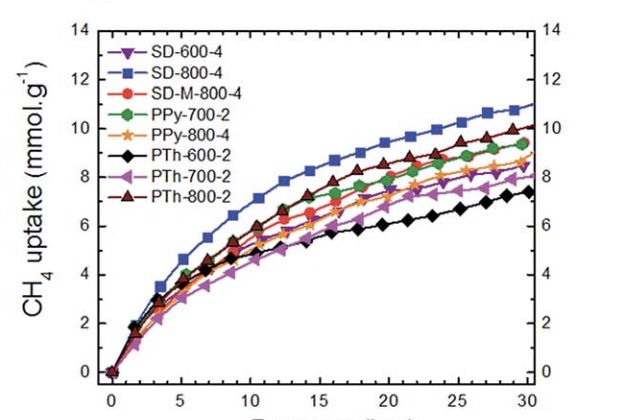 14
12
10
8
6
4
2
0
CH4 uptake (mmol.g-1)
SD-600-4
SD-800-4
SD-M-800-4
PPy-700-2
PPy-800-4
PTh-600-2
PTh-700-2
PTh-800-2
14
12
10
8
6
4
2
0
0 5 10 15 20 25 30